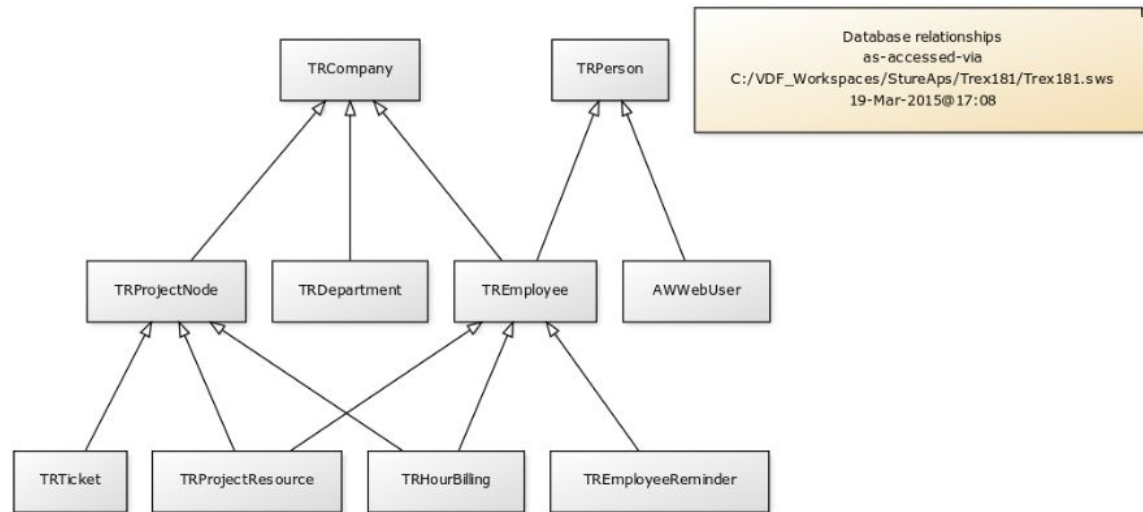 TRCompany
TRPerson
Database relationships
as-accessed-via
C:/VDF_Workspaces/StureAps/Trex181/Trex181.sws
19-Mar-2015@17:08
TRProjectNode
TRDepartment
TREmployee
AWWebUser
TRTicket
TRProjectResource
TRHourBilling
TREmployeeReminder